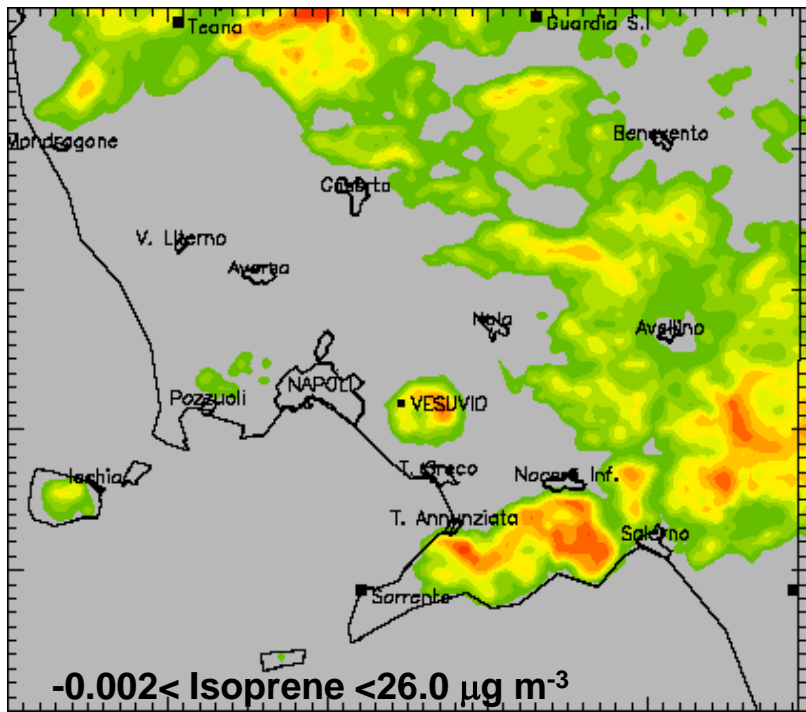 Teana
Guardia S.I
Mondragone
Benevento
Caserta
V. Literno
Aversa
Nola
Avellino
NAPOLI
Pozzuoli
VESUVIO
Ischia
T. Greco
Nocera Inf.
T. Annunziata
Salerno
Sorrento
-0.002< Isoprene <26.0 μg m-3